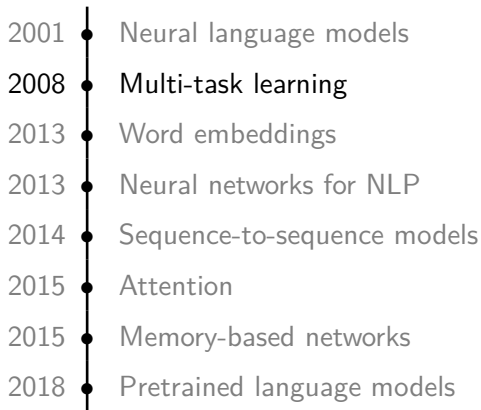 2001 Neural language models
2008 Multi-task learning
2013 Word embeddings
2013 Neural networks for NLP
2014 Sequence-to-sequence models
2015 Attention
2015 Memory-based networks
2018 Pretrained language models